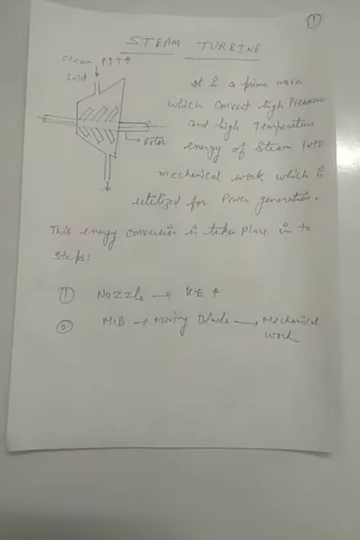 1
STEAM TURBINE
Steam P↑T↑
Inlet
Rotor
It is a prime mover
which convert high Pressure
and high Temperature
energy of Steam into
mechanical work which is
utilized for Power generation.
This energy conversion is takes place in to
steps!
① Nozzle → K.E ↑
② M/B → Moving Blade → Mechanical
work